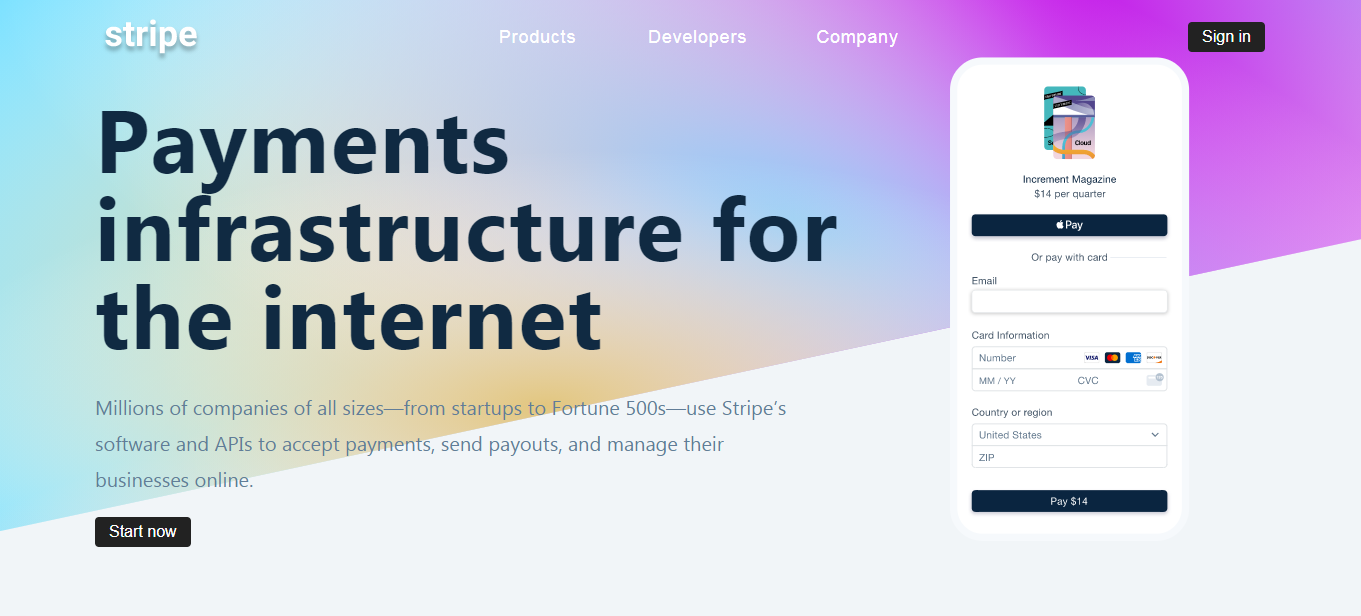 stripe
Products
Developers
Company
Sign in
Payments
infrastructure for
the internet
Millions of companies of all sizes—from startups to Fortune 500s—use Stripe’s
software and APIs to accept payments, send payouts, and manage their
businesses online.
Start now
Cloud
Increment Magazine
$14 per quarter
Pay
Or pay with card
Email
Card Information
Number
VISA
MM / YY
CVC
Country or region
United States
ZIP
Pay $14